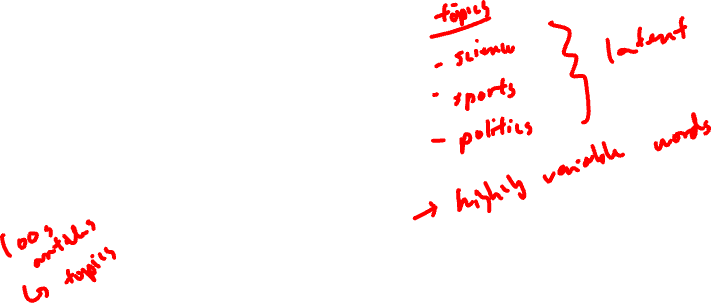 topics
- science
- sports
- politics
latent
→ highly variable words
100s
articles
↳ topics